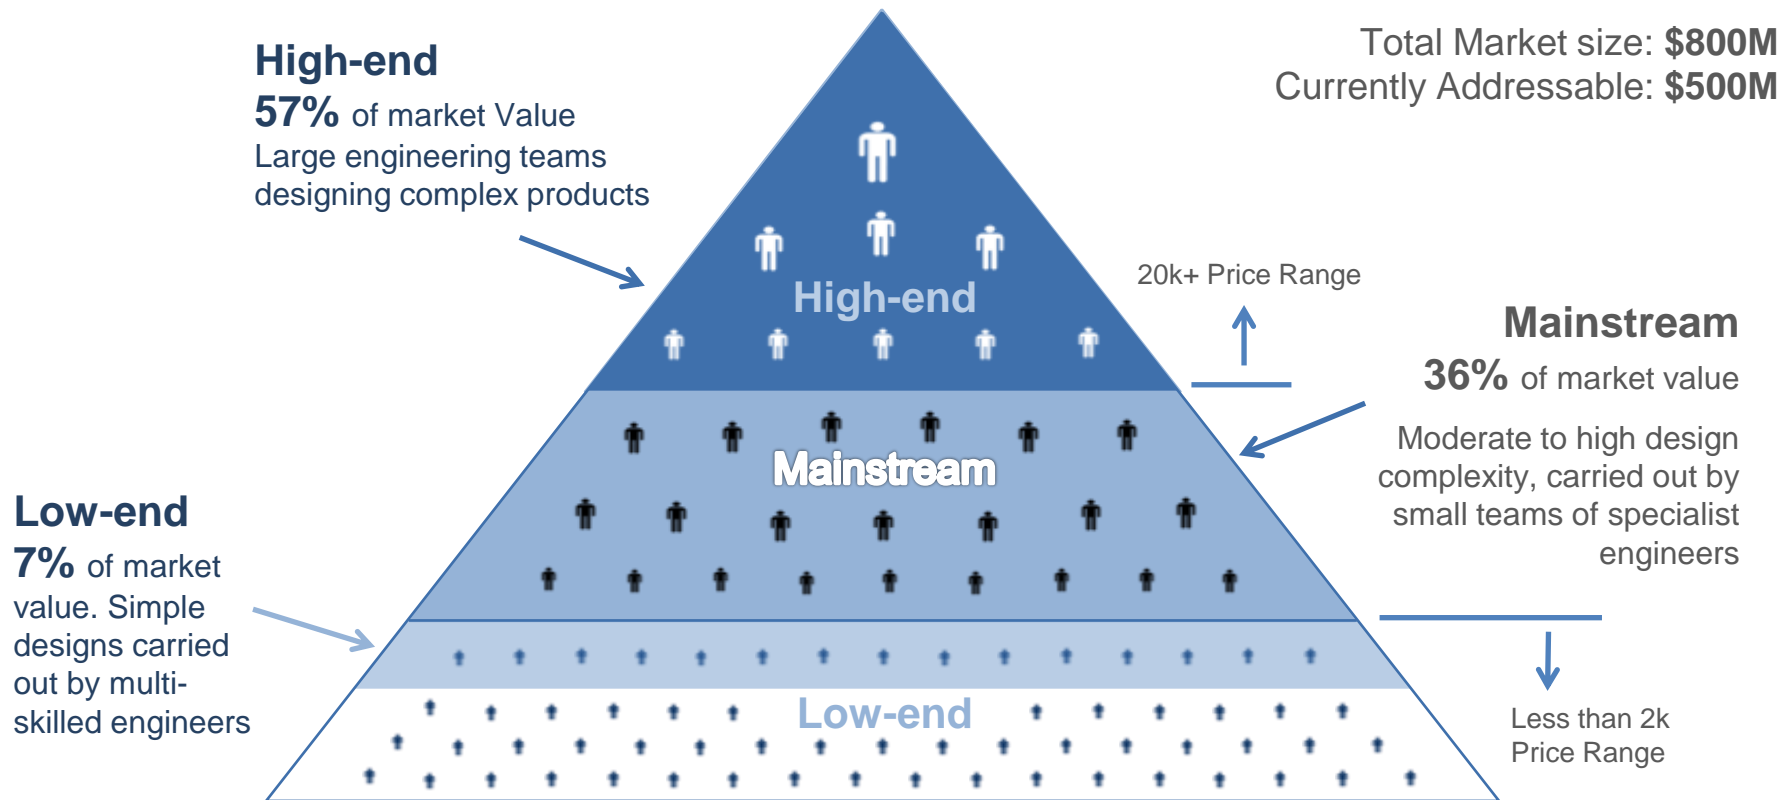 High-end
57% of market Value
Large engineering teams
designing complex products
Total Market size: $800M
Currently Addressable: $500M
High-end
20k+ Price Range
Mainstream
36% of market value
Moderate to high design
complexity, carried out by
small teams of specialist
engineers
Mainstream
Low-end
7% of market
value. Simple
designs carried
out by multi-
skilled engineers
Low-end
Less than 2k
Price Range